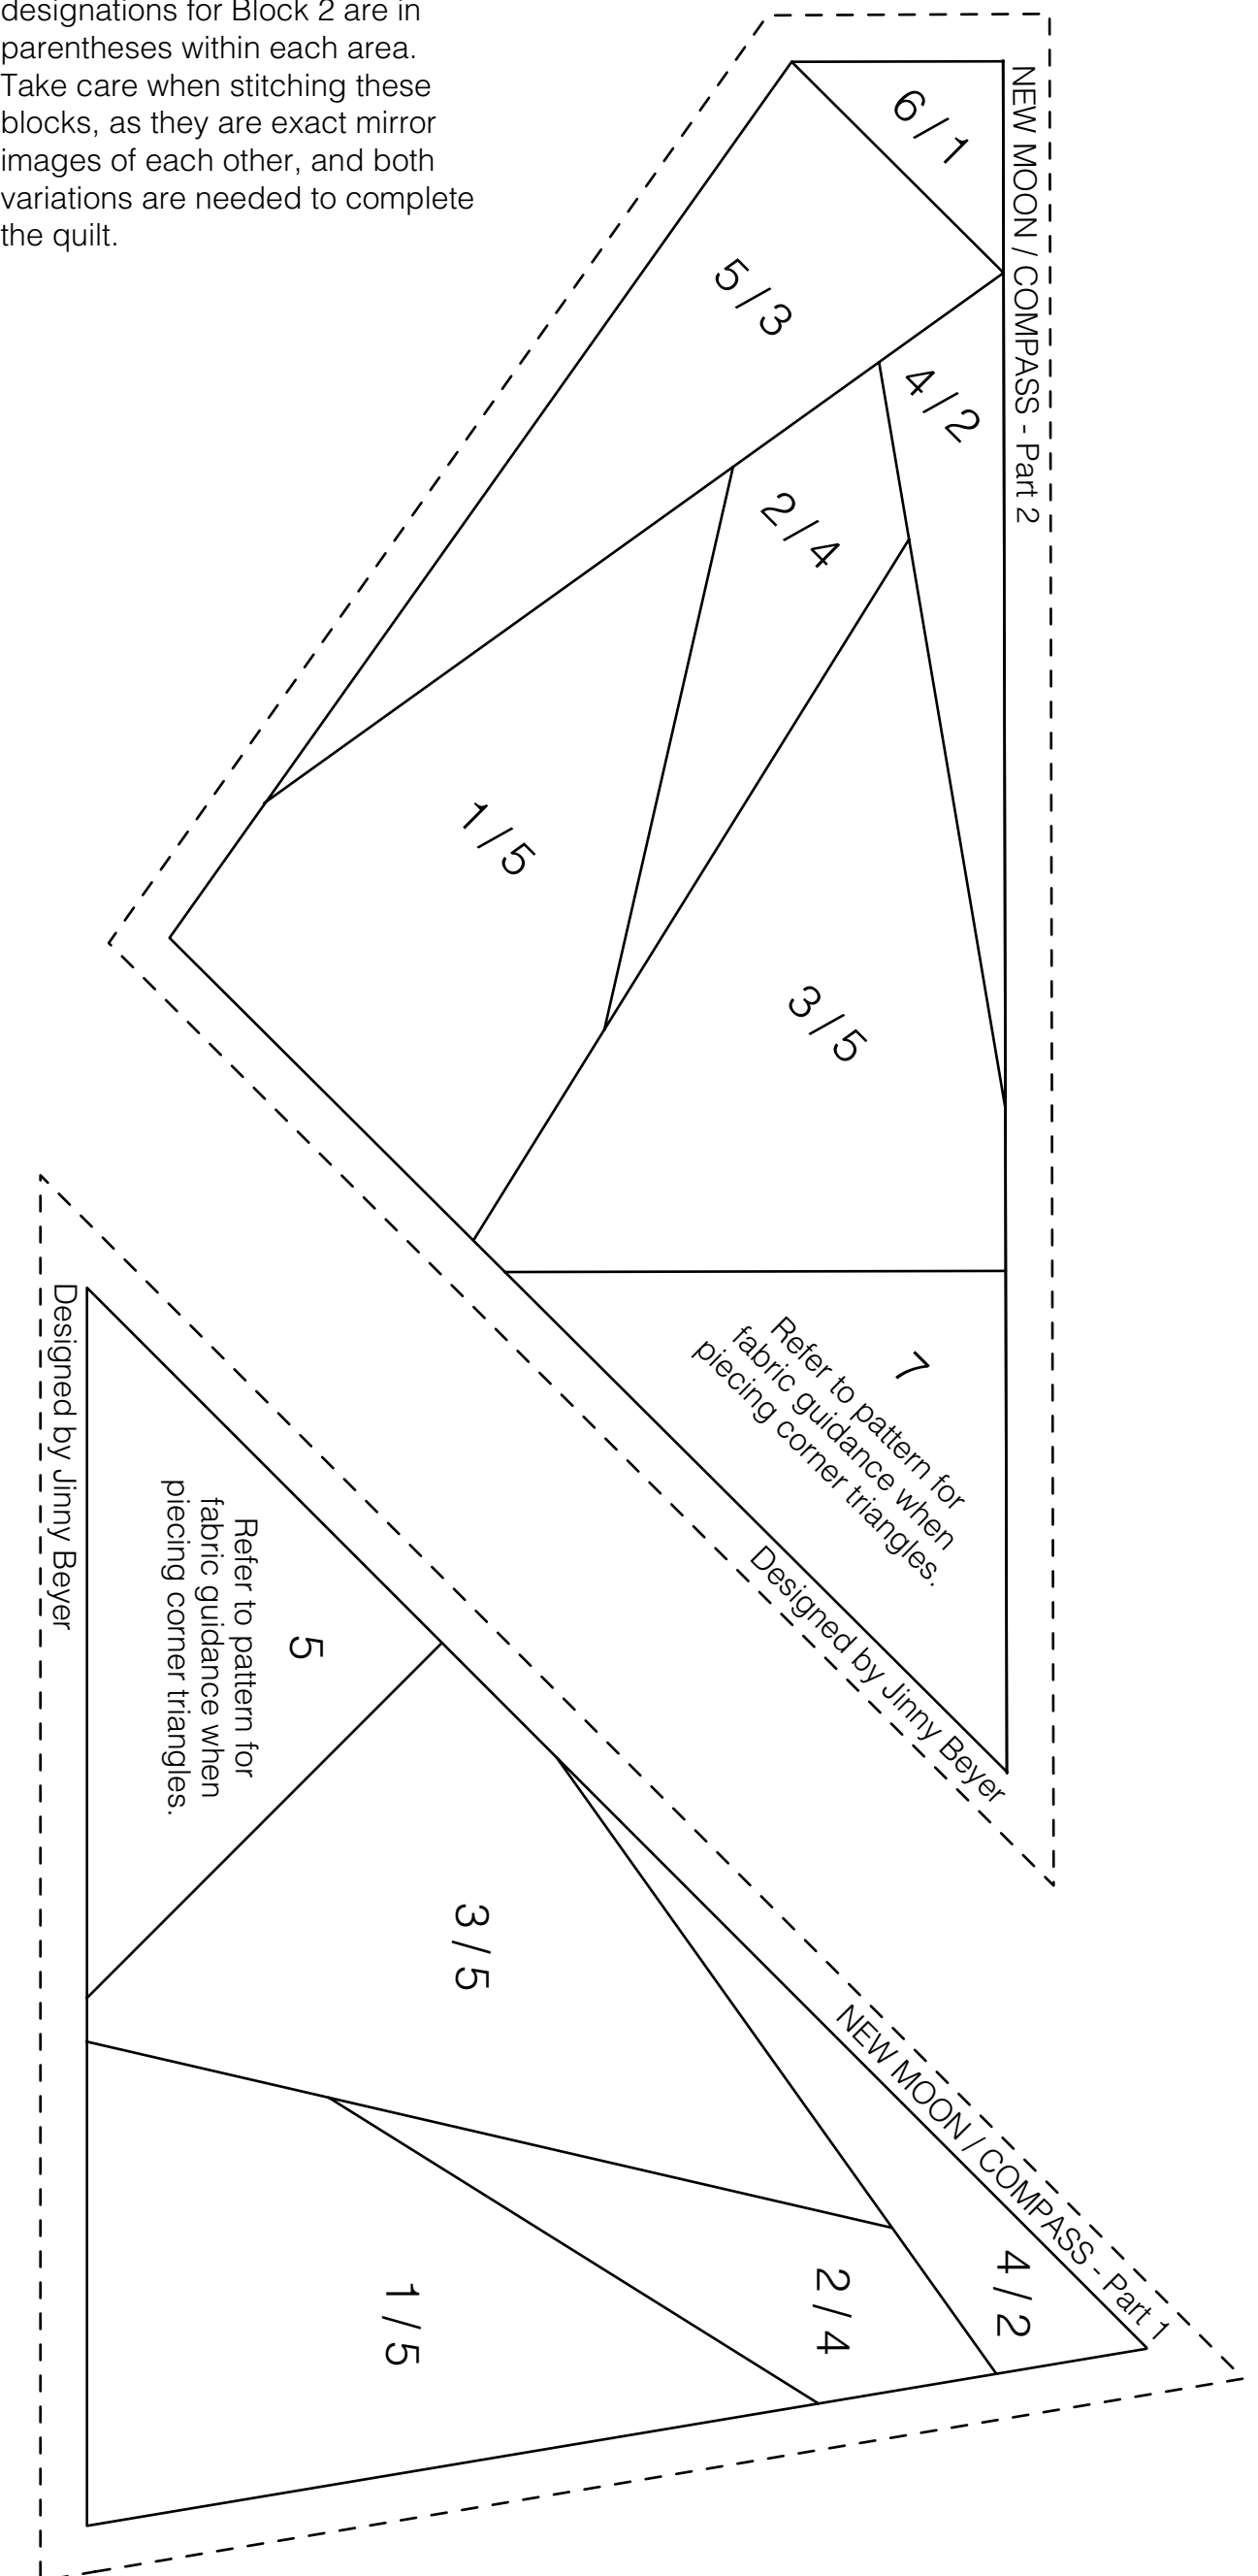 designations for Block 2 are in
parentheses within each area.
Take care when stitching these
blocks, as they are exact mirror
images of each other, and both
variations are needed to complete
the quilt.
NEW MOON / COMPASS - Part 2
6 / 1
5 / 3
4 / 2
2 / 4
1 / 5
3 / 5
7
Refer to pattern for
fabric guidance when
piecing corner triangles.
Designed by Jinny Beyer
Designed by Jinny Beyer
5
Refer to pattern for
fabric guidance when
piecing corner triangles.
3 / 5
NEW MOON / COMPASS - Part 1
4 / 2
2 / 4
1 / 5